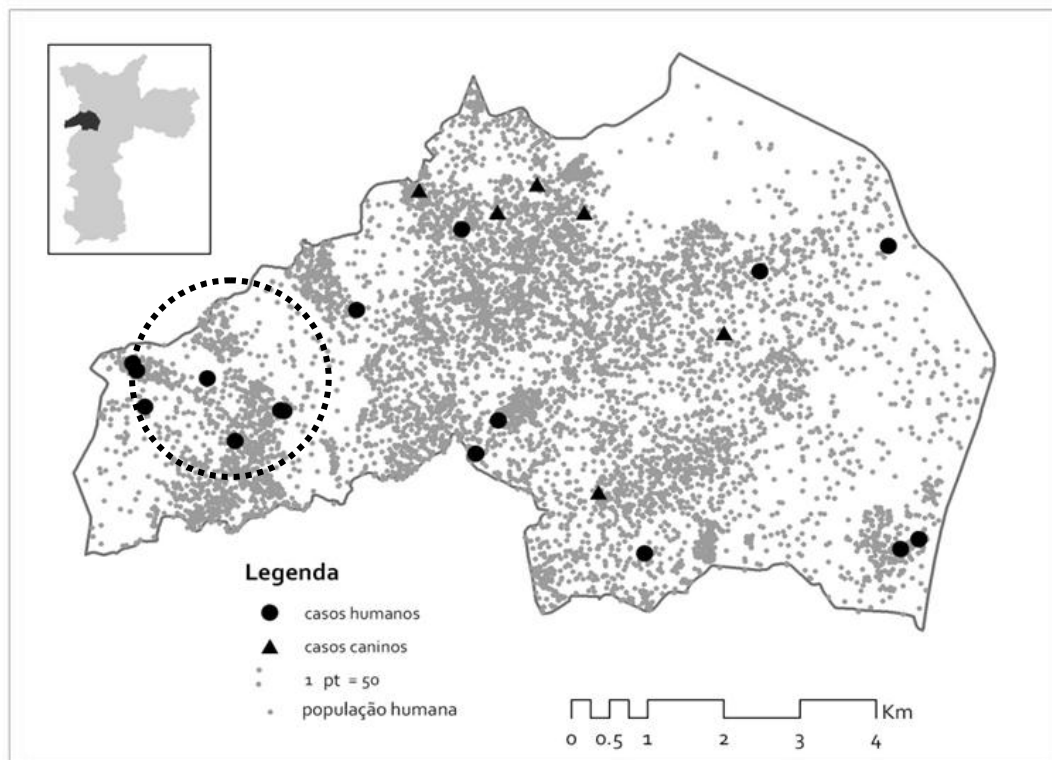 Legenda
casos humanos
casos caninos
1 pt = 50
população humana
Km
0 0.5 1 2 3 4